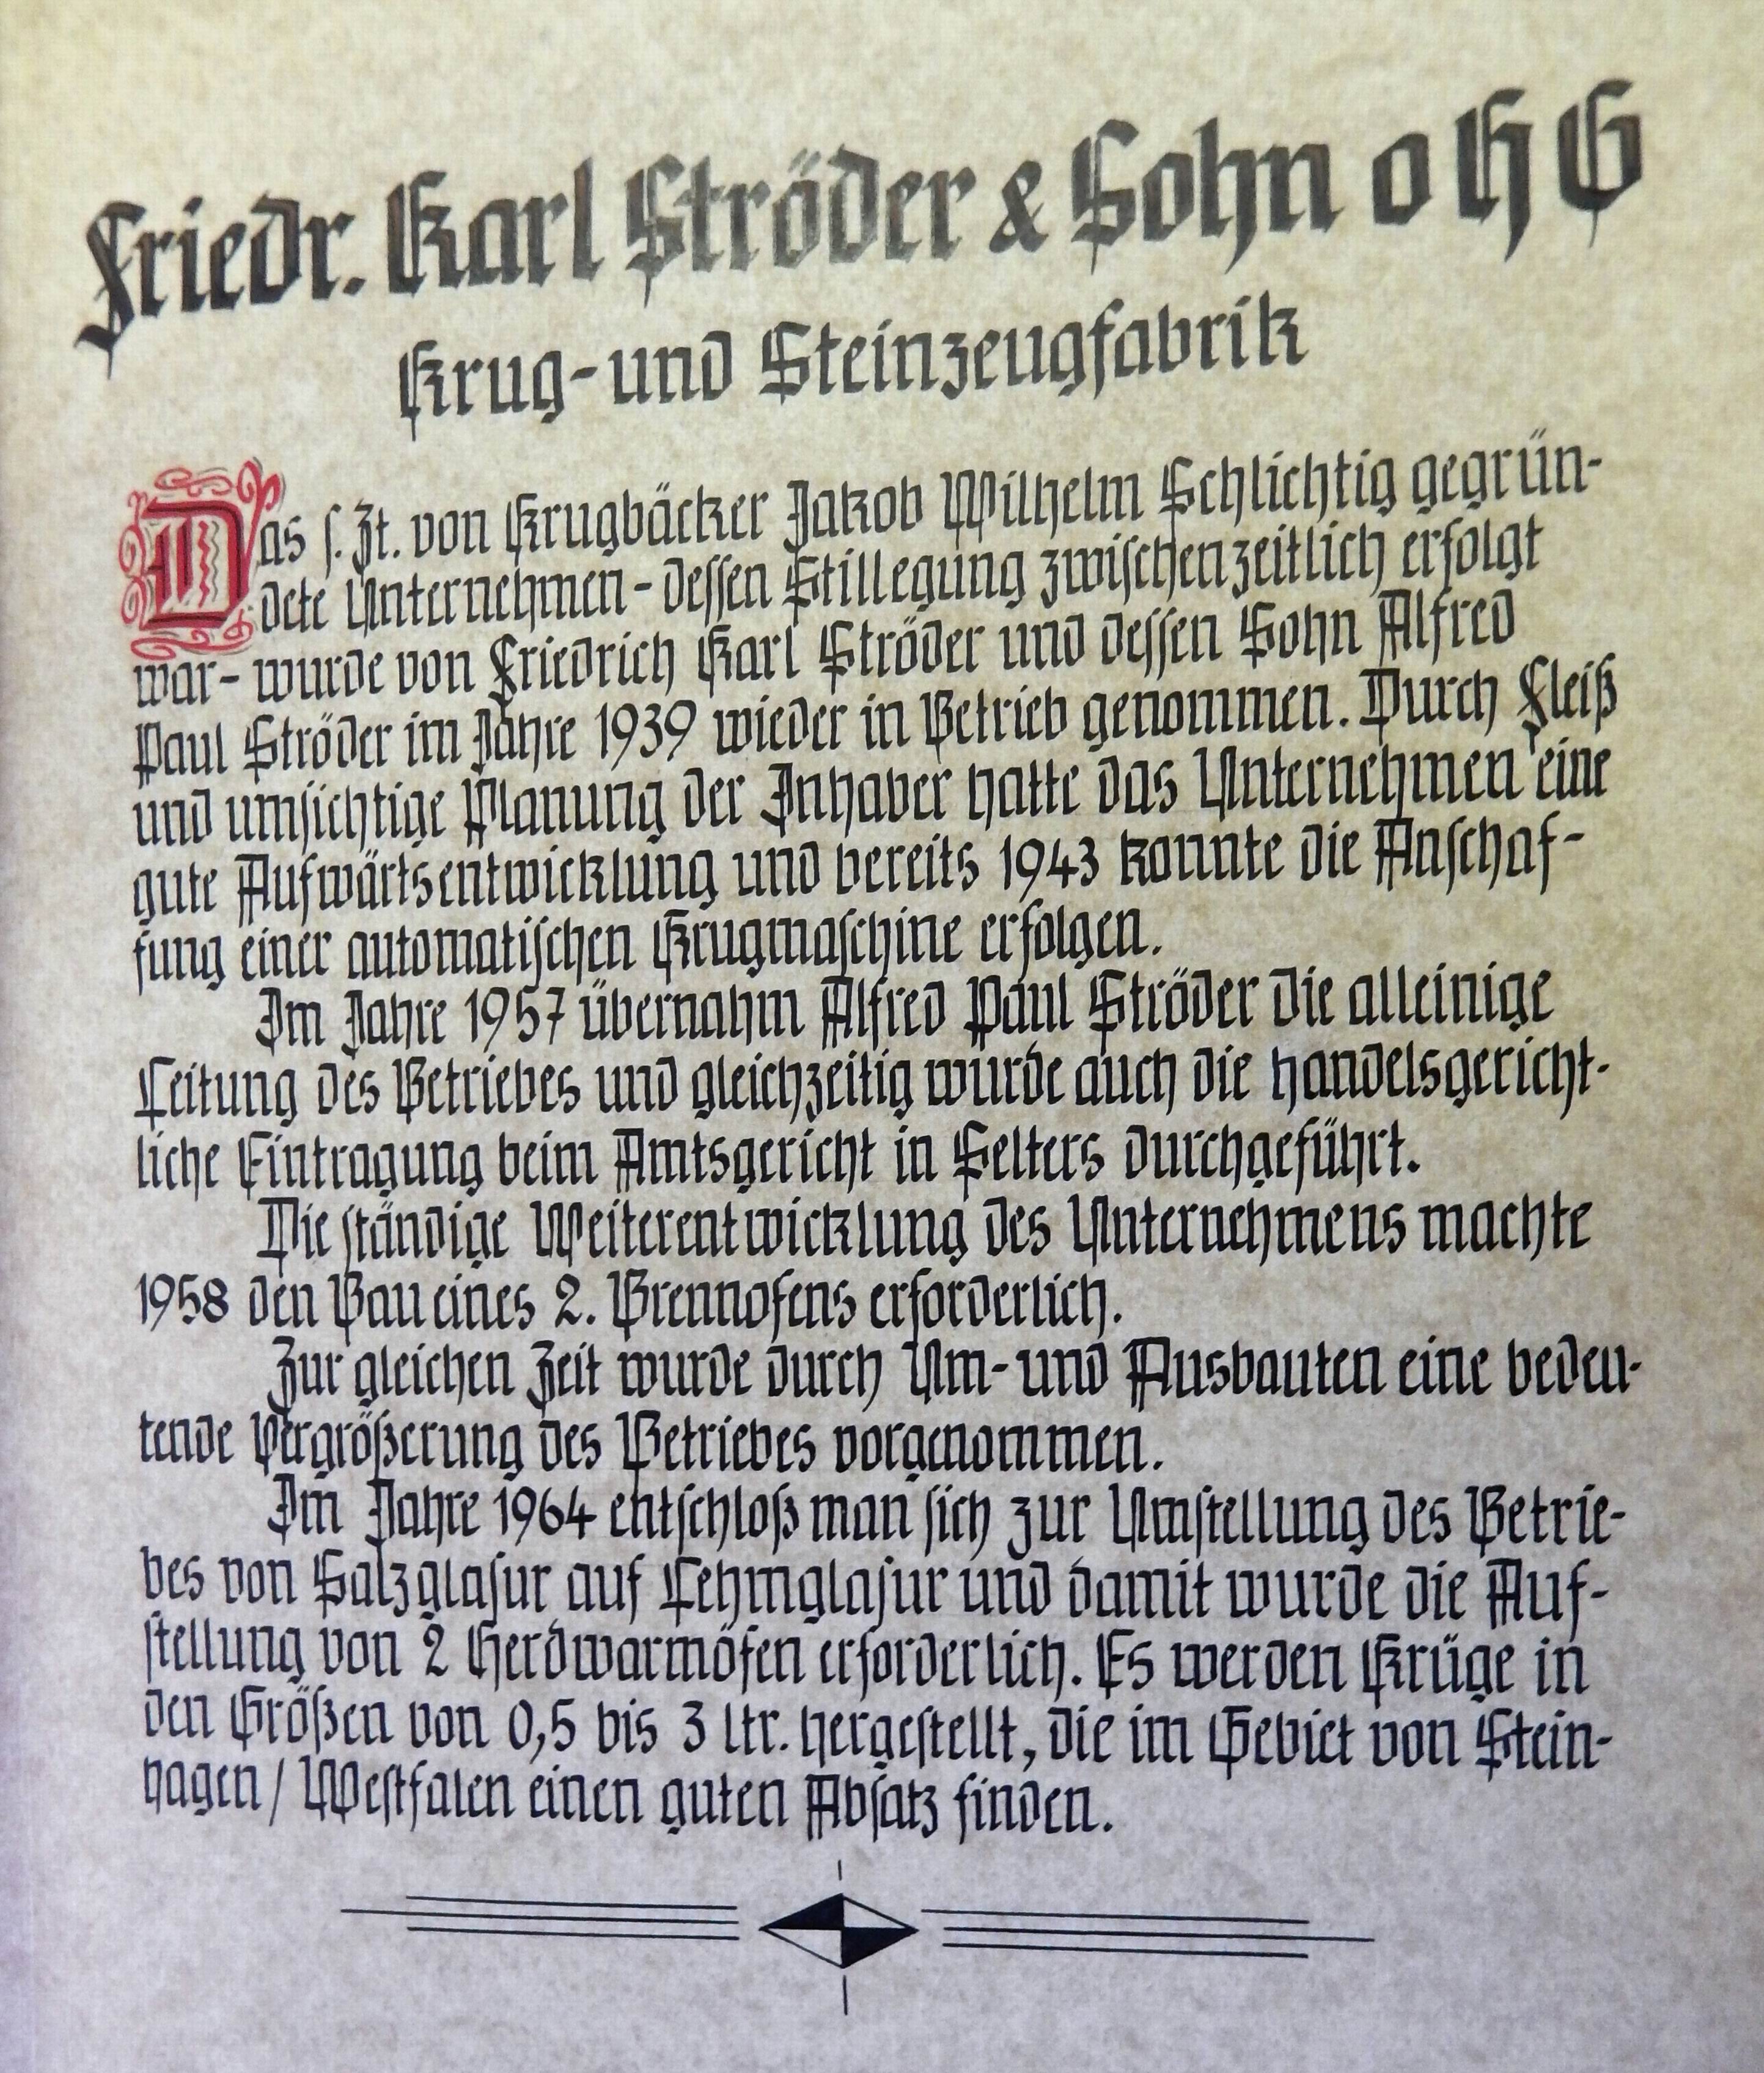 Friedr. Karl Ströder & Sohn oHG
Krug- und Steinzeugfabrik
Das s. Zt. von Krugbäcker Jakob Wilhelm Schlichtig gegrün-
dete Unternehmen - dessen Stillegung zwischenzeitlich erfolgt
war - wurde von Friedrich Karl Ströder und dessen Sohn Alfred
Paul Ströder im Jahre 1939 wieder in Betrieb genommen. Durch Fleiß
und umsichtige Planung der Inhaber hatte das Unternehmen eine
gute Aufwärtsentwicklung und bereits 1943 konnte die Anschaf-
fung einer automatischen Krugmaschine erfolgen.
Im Jahre 1957 übernahm Alfred Paul Ströder die alleinige
Leitung des Betriebes und gleichzeitig wurde auch die handelsgericht-
liche Eintragung beim Amtsgericht in Selters durchgeführt.
Die ständige Weiterentwicklung des Unternehmens machte
1958 den Bau eines 2. Brennofens erforderlich.
Zur gleichen Zeit wurde durch Um- und Ausbauten eine bedeu-
tende Vergrößerung des Betriebes vorgenommen.
Im Jahre 1964 entschloß man sich zur Umstellung des Betrie-
bes von Salzglasur auf Lehmglasur und damit wurde die Auf-
stellung von 2 Herdwarmöfen erforderlich. Es werden Krüge in
den Größen von 0,5 bis 3 ltr. hergestellt, die im Gebiet von Stein-
hagen / Westfalen einen guten Absatz finden.